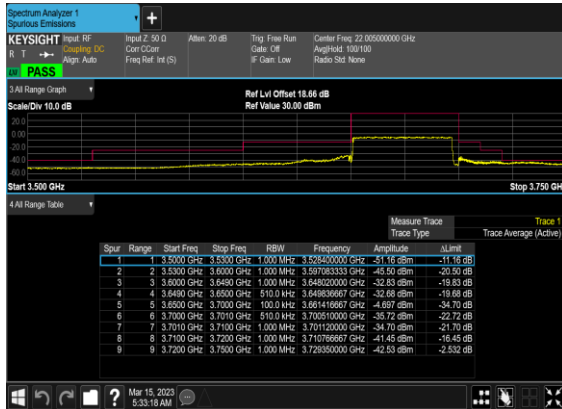 Spectrum Analyzer 1
Spurious Emissions
+
KEYSIGHT Input: RF Input Z: 50 Ω Atten: 20 dB Trig: Free Run Center Freq: 22.005000000 GHz
R T Coupling: DC Corr CCorr Gate: Off Avg|Hold: 100/100
Align: Auto Freq Ref: Int (S) IF Gain: Low Radio Std: None
PASS
3 All Range Graph
Ref Lvl Offset 18.66 dB
Scale/Div 10.0 dB Ref Value 30.00 dBm
20.0
0.00
-20.0
-40.0
-60.0
Start 3.500 GHz Stop 3.750 GHz
4 All Range Table
Measure Trace Trace 1
Trace Type Trace Average (Active)
Spur Range Start Freq Stop Freq RBW Frequency Amplitude ΔLimit
1 1 3.5000 GHz 3.5300 GHz 1.000 MHz 3.528400000 GHz -51.16 dBm -11.16 dB
2 2 3.5300 GHz 3.6000 GHz 1.000 MHz 3.597083333 GHz -45.50 dBm -20.50 dB
3 3 3.6000 GHz 3.6490 GHz 1.000 MHz 3.648020000 GHz -32.83 dBm -19.83 dB
4 4 3.6490 GHz 3.6500 GHz 510.0 kHz 3.649836667 GHz -32.68 dBm -19.68 dB
5 5 3.6500 GHz 3.7000 GHz 100.0 kHz 3.661416667 GHz -4.697 dBm -34.70 dB
6 6 3.7000 GHz 3.7010 GHz 510.0 kHz 3.700510000 GHz -35.72 dBm -22.72 dB
7 7 3.7010 GHz 3.7100 GHz 1.000 MHz 3.701120000 GHz -34.70 dBm -21.70 dB
8 8 3.7100 GHz 3.7200 GHz 1.000 MHz 3.710766667 GHz -41.45 dBm -16.45 dB
9 9 3.7200 GHz 3.7500 GHz 1.000 MHz 3.729350000 GHz -42.53 dBm -2.532 dB
? Mar 15, 2023
5:33:18 AM